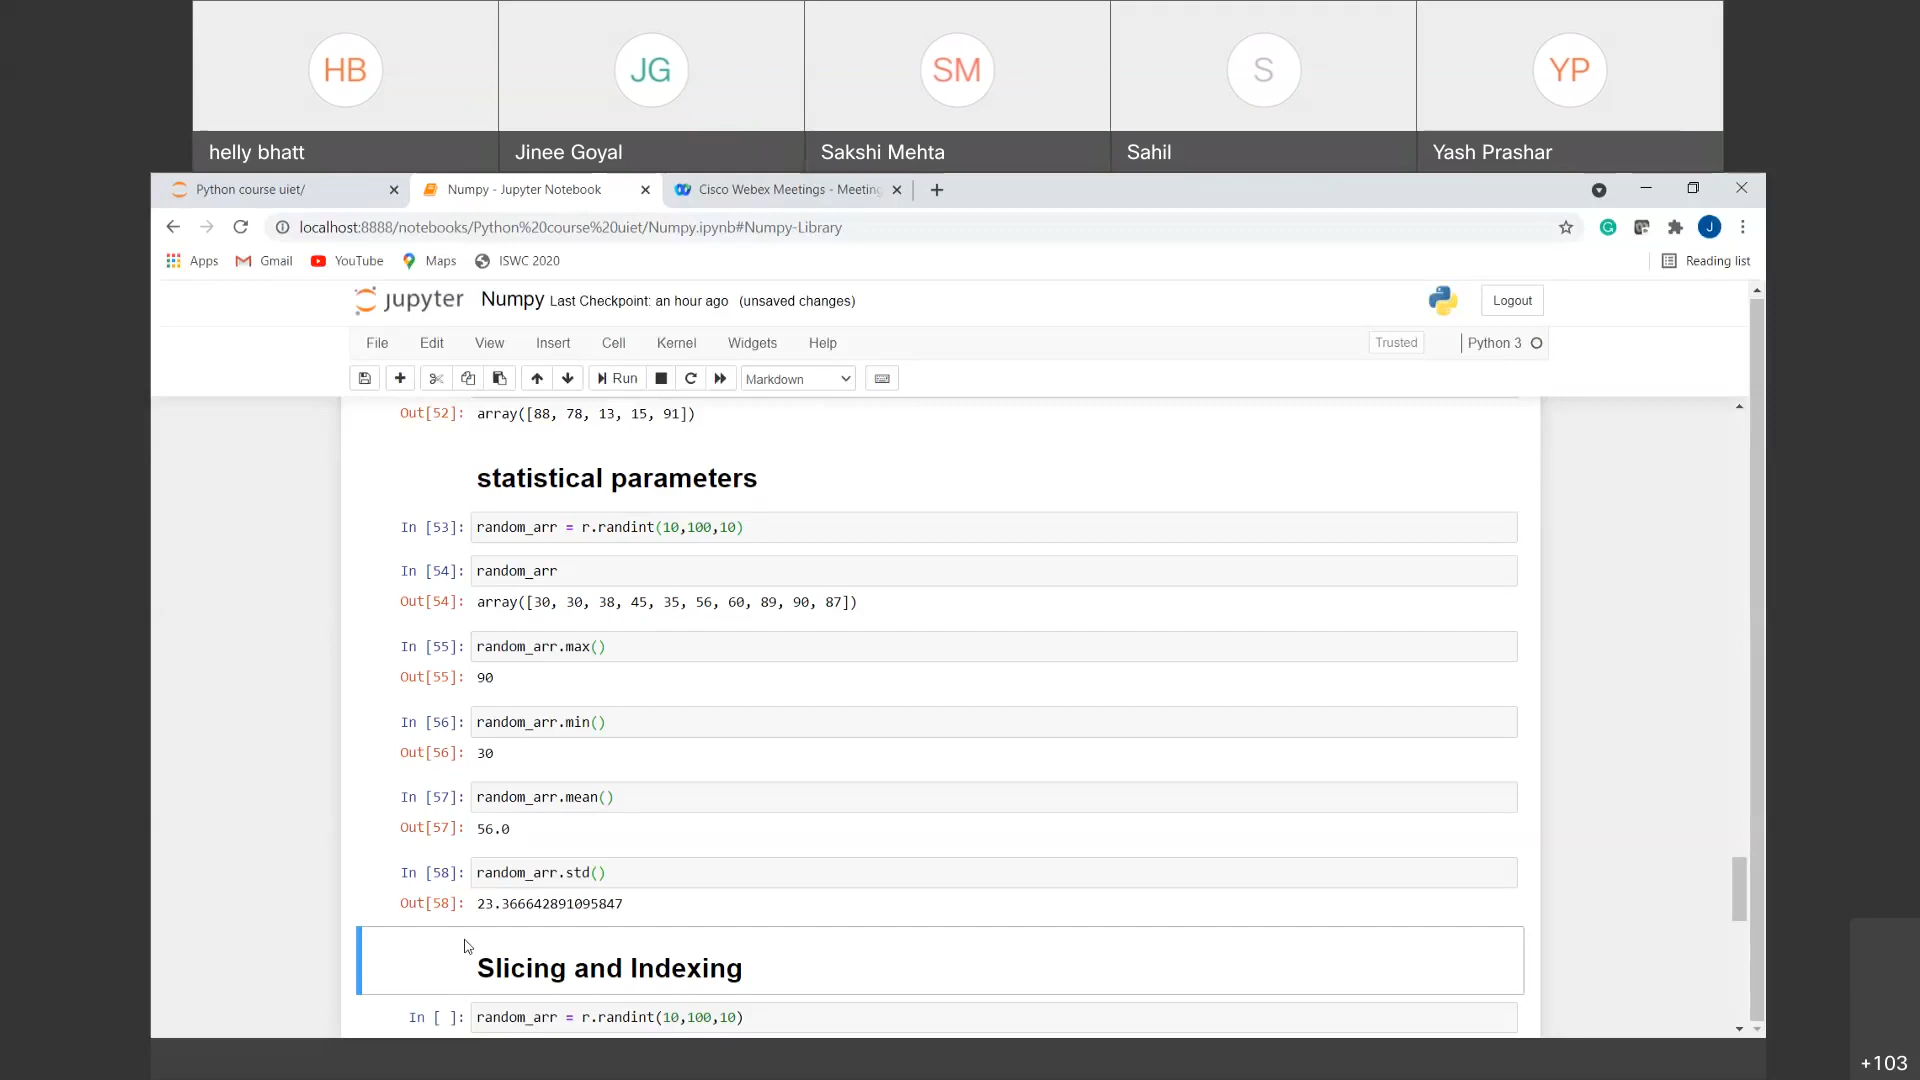 HB
JG
SM
S
YP
helly bhatt
Jinee Goyal
Sakshi Mehta
Sahil
Yash Prashar
Python course uiet/
Numpy - Jupyter Notebook
Cisco Webex Meetings - Meeting
localhost:8888/notebooks/Python%20course%20uiet/Numpy.ipynb#Numpy-Library
J
Apps
Gmail
YouTube
Maps
ISWC 2020
Reading list
jupyter
Numpy Last Checkpoint: an hour ago (unsaved changes)
Logout
File Edit View Insert Cell Kernel Widgets Help
Trusted
Python 3
Run
Markdown
Out[52]: array([88, 78, 13, 15, 91])
statistical parameters
In [53]: random_arr = r.randint(10,100,10)
In [54]: random_arr
Out[54]: array([30, 30, 38, 45, 35, 56, 60, 89, 90, 87])
In [55]: random_arr.max()
Out[55]: 90
In [56]: random_arr.min()
Out[56]: 30
In [57]: random_arr.mean()
Out[57]: 56.0
In [58]: random_arr.std()
Out[58]: 23.366642891095847
Slicing and Indexing
In [ ]: random_arr = r.randint(10,100,10)
+103